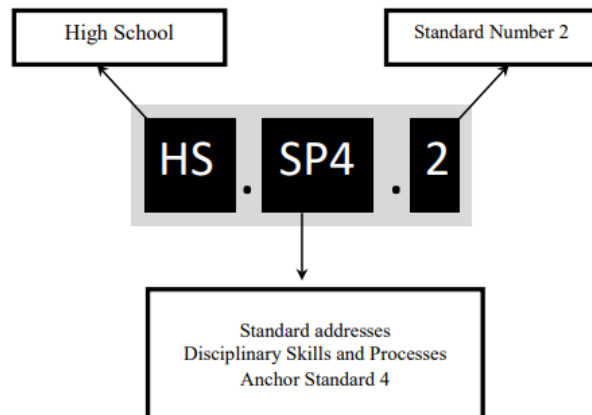 High School
Standard Number 2
HS . SP4 . 2
Standard addresses
Disciplinary Skills and Processes
Anchor Standard 4